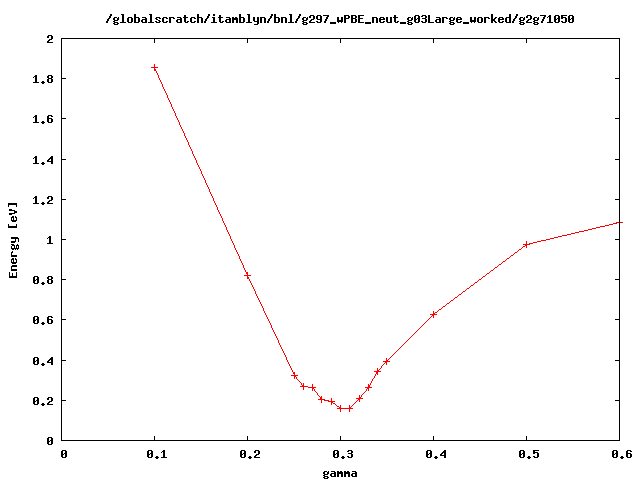 /globalscratch/itamblyn/bnl/g297_wPBE_neut_g03Large_worked/g2g71050
2
1.8
1.6
1.4
1.2
1
0.8
0.6
0.4
0.2
0
Energy [eV]
0 0.1 0.2 0.3 0.4 0.5 0.6
gamma